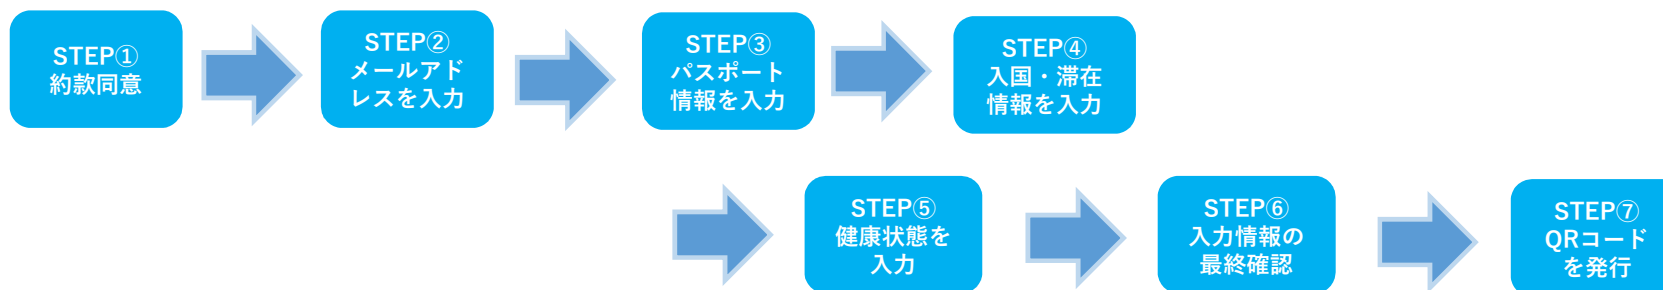 STEP①
約款同意
STEP②
メールアド
レスを入力
STEP③
パスポート
情報を入力
STEP④
入国・滞在
情報を入力
STEP⑤
健康状態を
入力
STEP⑥
入力情報の
最終確認
STEP⑦
QRコード
を発行